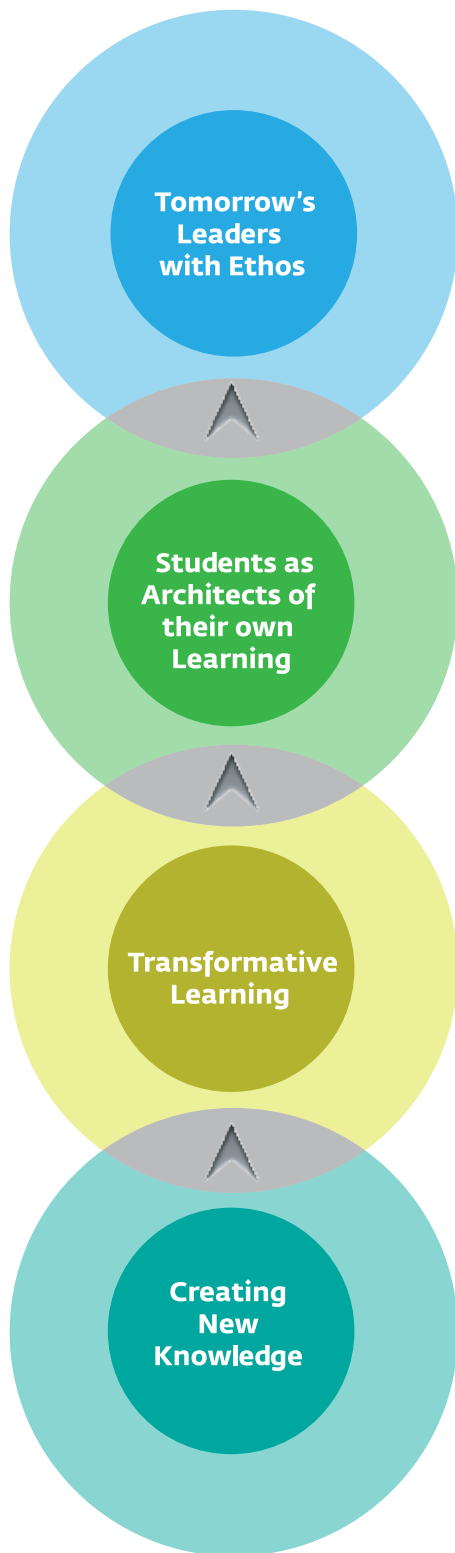 Tomorrow's
Leaders
with Ethos
Students as
Architects of
their own
Learning
Transformative
Learning
Creating
New
Knowledge